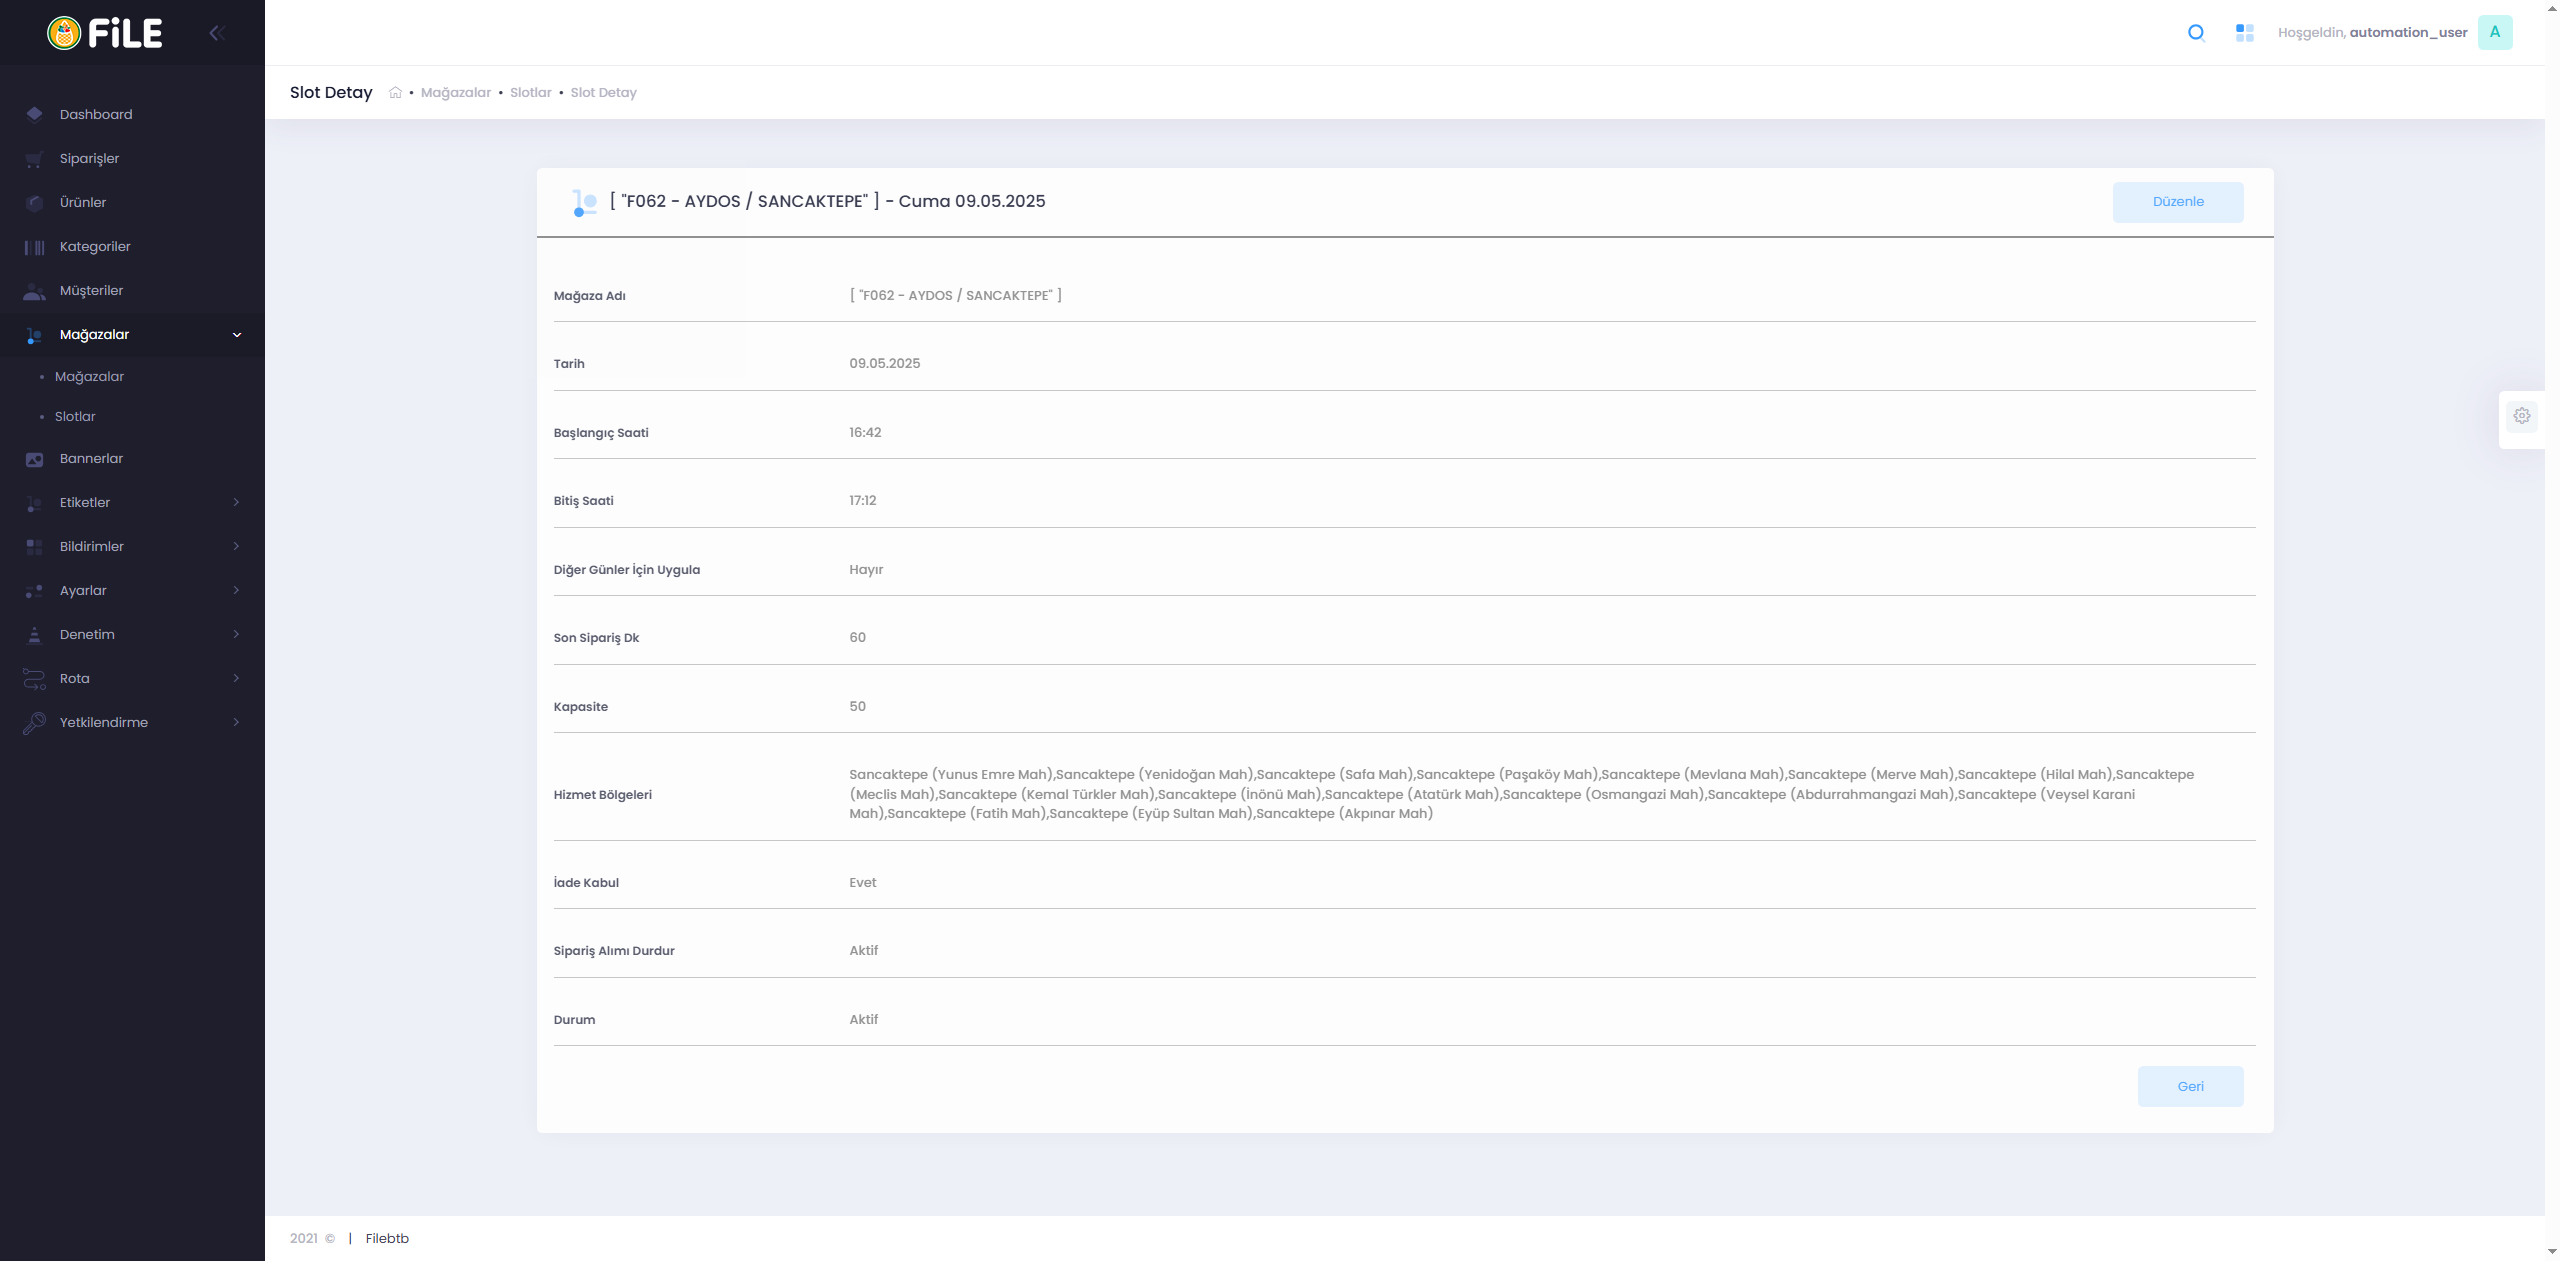 FiLE
Hoşgeldin, automation_user
A
Slot Detay
• Mağazalar • Slotlar • Slot Detay
Dashboard
Siparişler
Ürünler
Kategoriler
Müşteriler
Mağazalar
• Mağazalar
• Slotlar
Bannerlar
Etiketler
Bildirimler
Ayarlar
Denetim
Rota
Yetkilendirme
[ "F062 - AYDOS / SANCAKTEPE" ] - Cuma 09.05.2025
Düzenle
Mağaza Adı [ "F062 - AYDOS / SANCAKTEPE" ]
Tarih 09.05.2025
Başlangıç Saati 16:42
Bitiş Saati 17:12
Diğer Günler İçin Uygula Hayır
Son Sipariş Dk 60
Kapasite 50
Hizmet Bölgeleri
Sancaktepe (Yunus Emre Mah),Sancaktepe (Yenidoğan Mah),Sancaktepe (Safa Mah),Sancaktepe (Paşaköy Mah),Sancaktepe (Mevlana Mah),Sancaktepe (Merve Mah),Sancaktepe (Hilal Mah),Sancaktepe
(Meclis Mah),Sancaktepe (Kemal Türkler Mah),Sancaktepe (İnönü Mah),Sancaktepe (Atatürk Mah),Sancaktepe (Osmangazi Mah),Sancaktepe (Abdurrahmangazi Mah),Sancaktepe (Veysel Karani
Mah),Sancaktepe (Fatih Mah),Sancaktepe (Eyüp Sultan Mah),Sancaktepe (Akpınar Mah)
İade Kabul Evet
Sipariş Alımı Durdur Aktif
Durum Aktif
Geri
2021 © | Filebtb